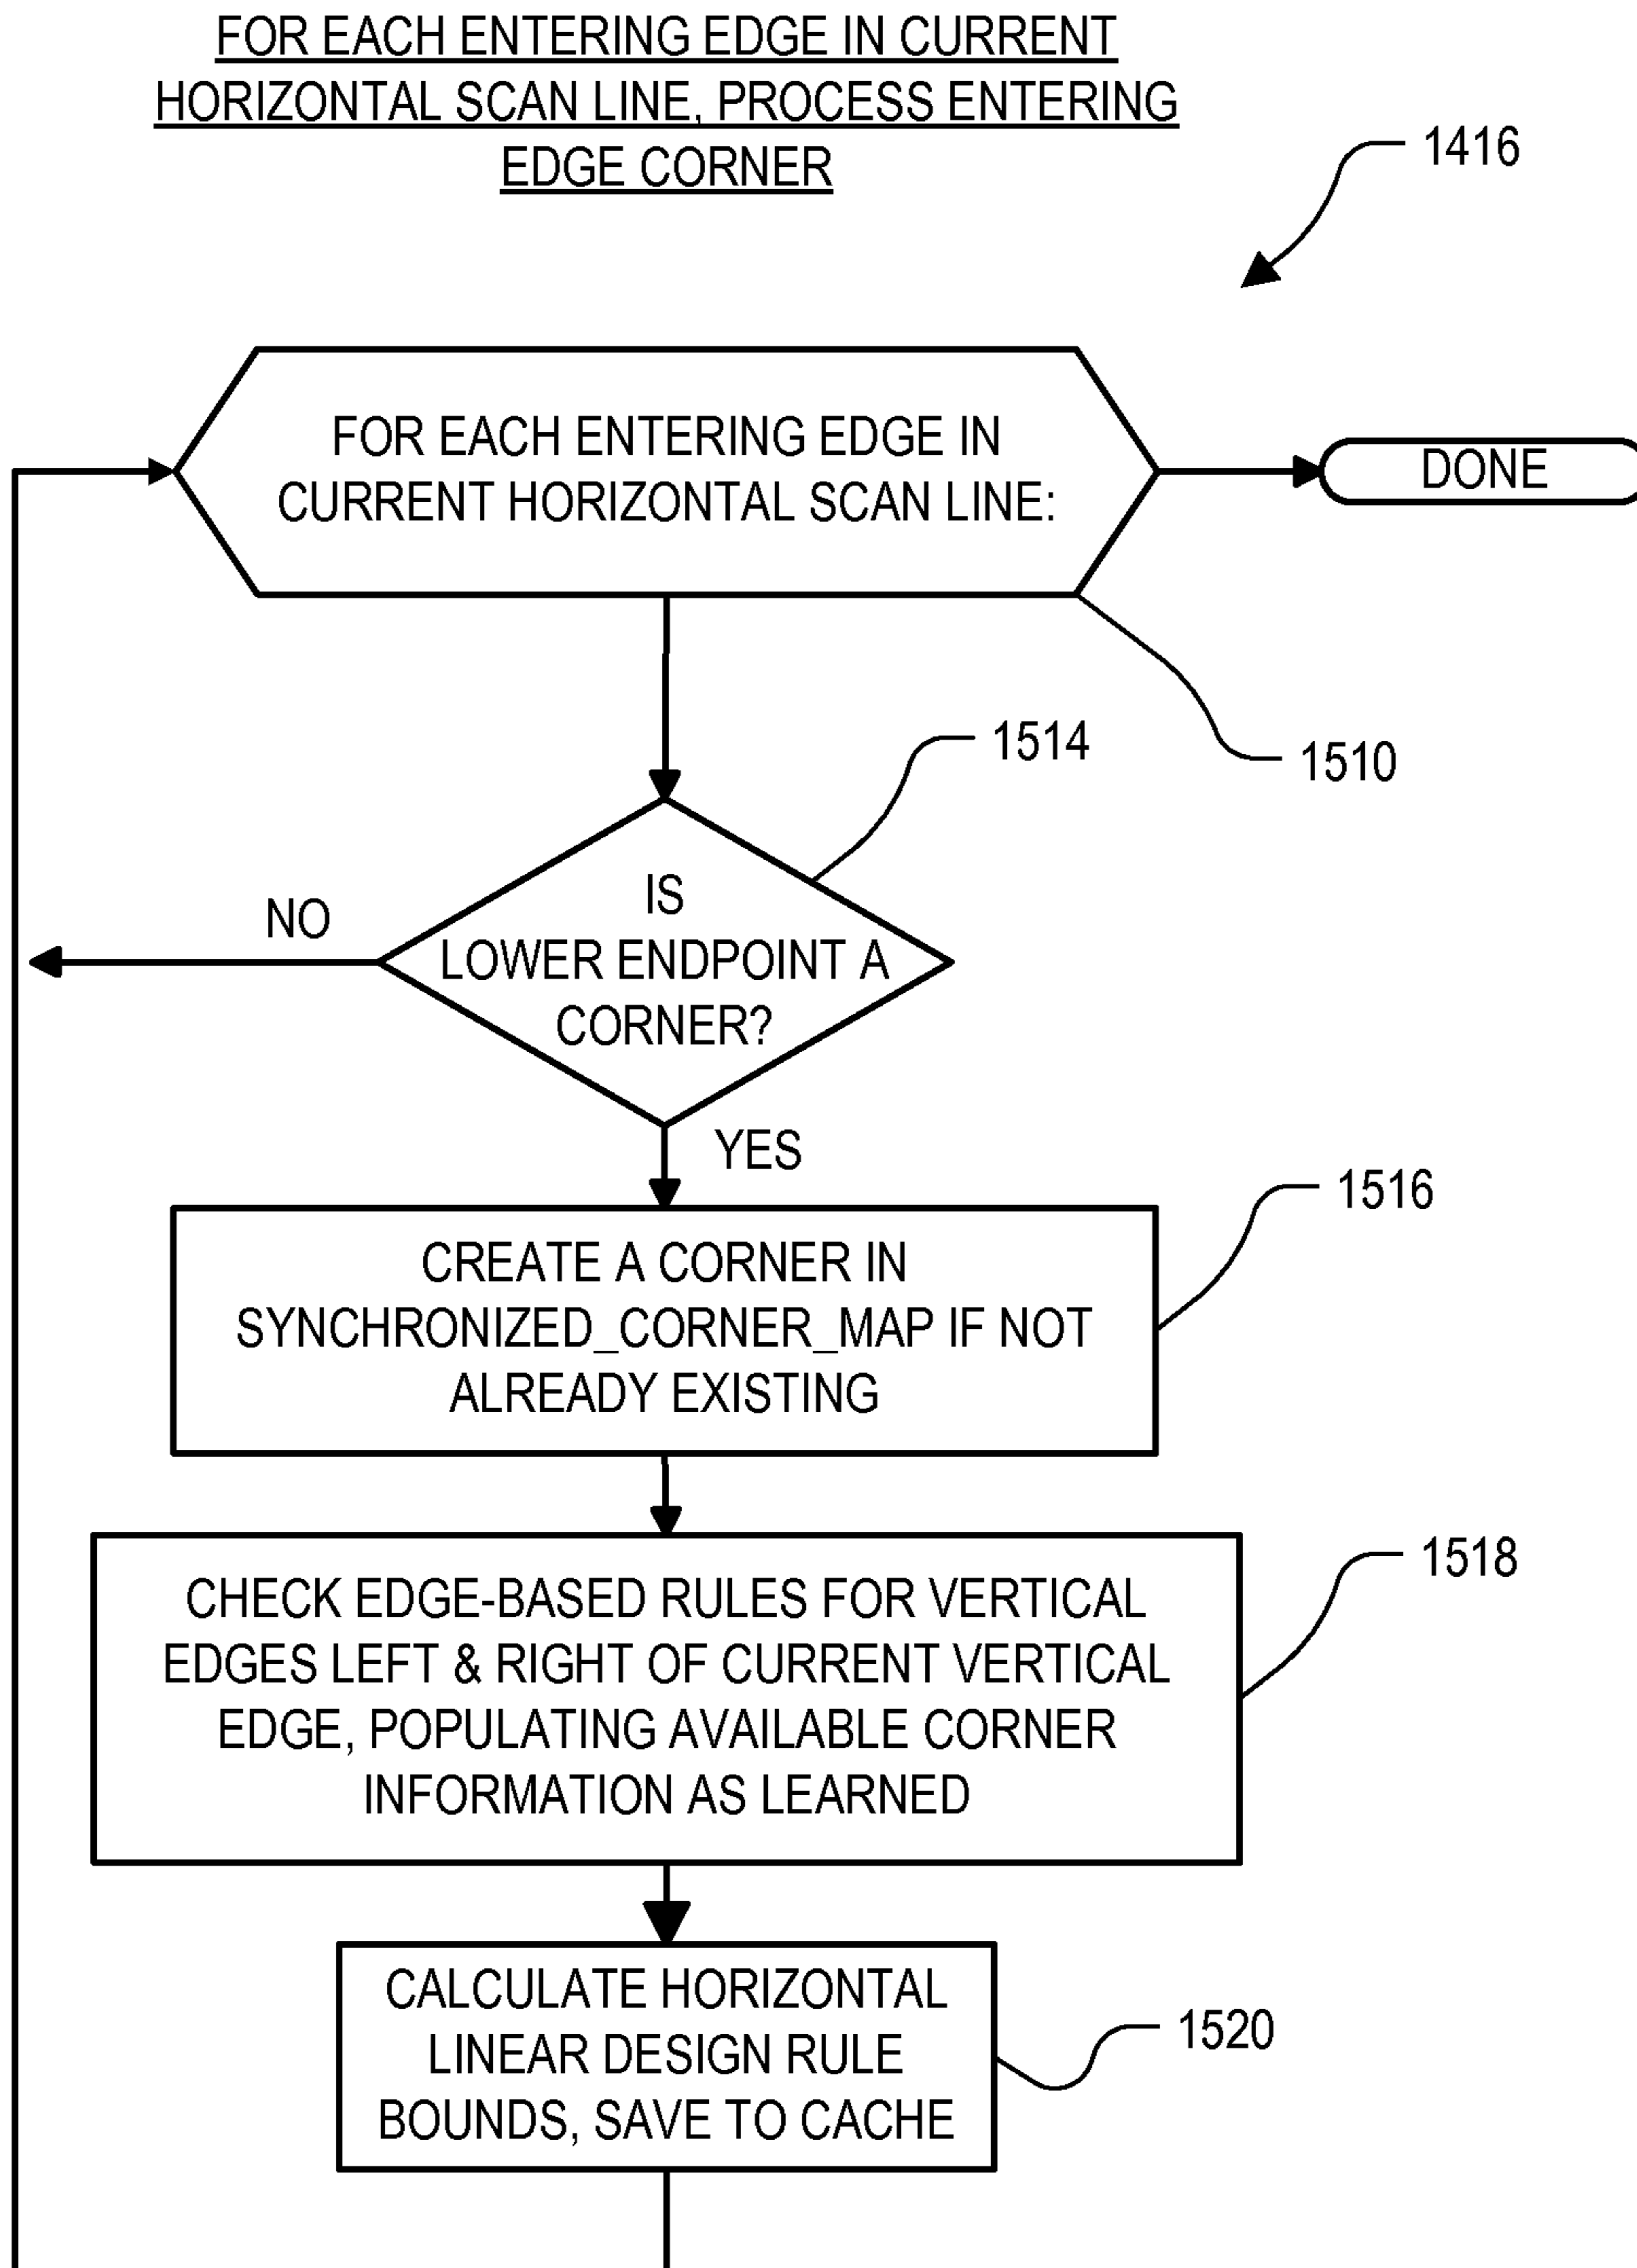 FOR EACH ENTERING EDGE IN CURRENT
HORIZONTAL SCAN LINE, PROCESS ENTERING
EDGE CORNER
1416
FOR EACH ENTERING EDGE IN
CURRENT HORIZONTAL SCAN LINE:
DONE
1510
1514
IS
LOWER ENDPOINT A
CORNER?
NO
YES
1516
CREATE A CORNER IN
SYNCHRONIZED_CORNER_MAP IF NOT
ALREADY EXISTING
1518
CHECK EDGE-BASED RULES FOR VERTICAL
EDGES LEFT & RIGHT OF CURRENT VERTICAL
EDGE, POPULATING AVAILABLE CORNER
INFORMATION AS LEARNED
CALCULATE HORIZONTAL
LINEAR DESIGN RULE
BOUNDS, SAVE TO CACHE
1520